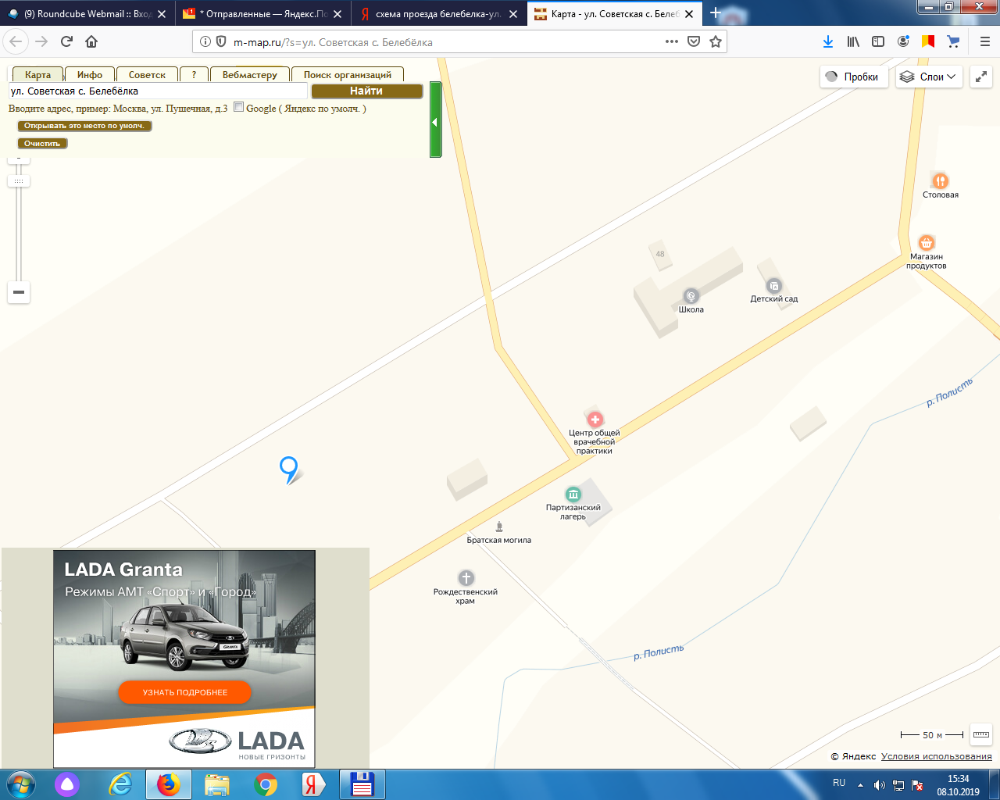 (9) Roundcube Webmail :: Вход
* Отправленные — Яндекс.По
схема проезда белебелка-ул.
Карта - ул. Советская с. Белеб
m-map.ru/?s=ул. Советская с. Белебёлка
Карта
Инфо
Советск
?
Вебмастеру
Поиск организаций
ул. Советская с. Белебёлка
Найти
Вводите адрес, пример: Москва, ул. Пушечная, д.3
Google ( Яндекс по умолч. )
Открывать это место по умолч.
Очистить
Пробки
Слои
Столовая
Магазин
продуктов
48
Школа
Детский сад
р. Полисть
Центр общей
врачебной
практики
Партизанский
лагерь
Братская могила
Рождественский
храм
р. Полисть
LADA Granta
Режимы АМТ «Спорт» и «Город»
GRANTA
УЗНАТЬ ПОДРОБНЕЕ
LADA
НОВЫЕ ГРИЗОНТЫ
50 м
© Яндекс Условия использования
RU
15:34
08.10.2019